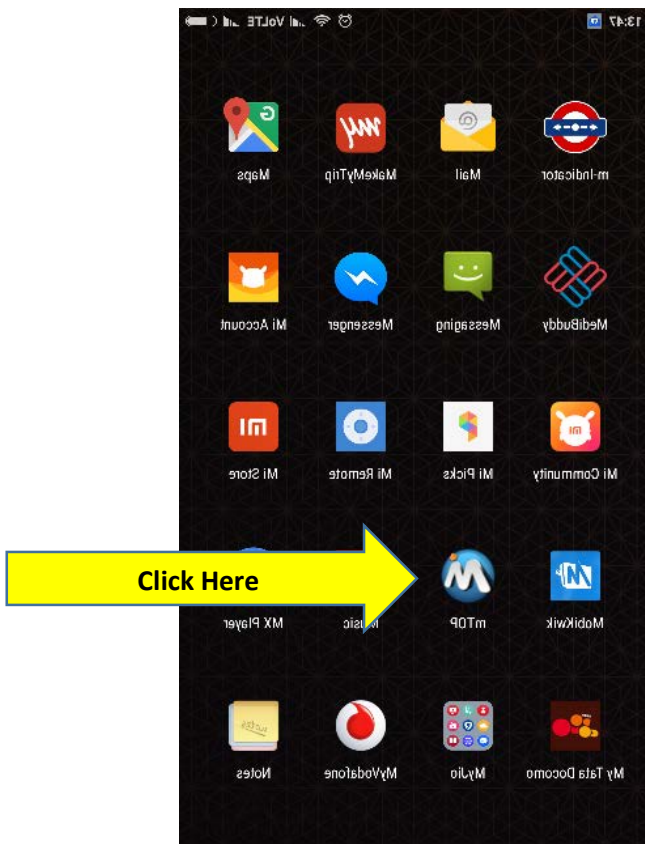 13:47 VoLTE
m-Indicator Mail MakeMyTrip Maps
MediBuddy Messaging Messenger Mi Account
Mi Community Mi Picks Mi Remote Mi Store
Click Here
MobiKwik mTOP Music MX Player
My Tata Docomo MyJio MyVodafone Notes